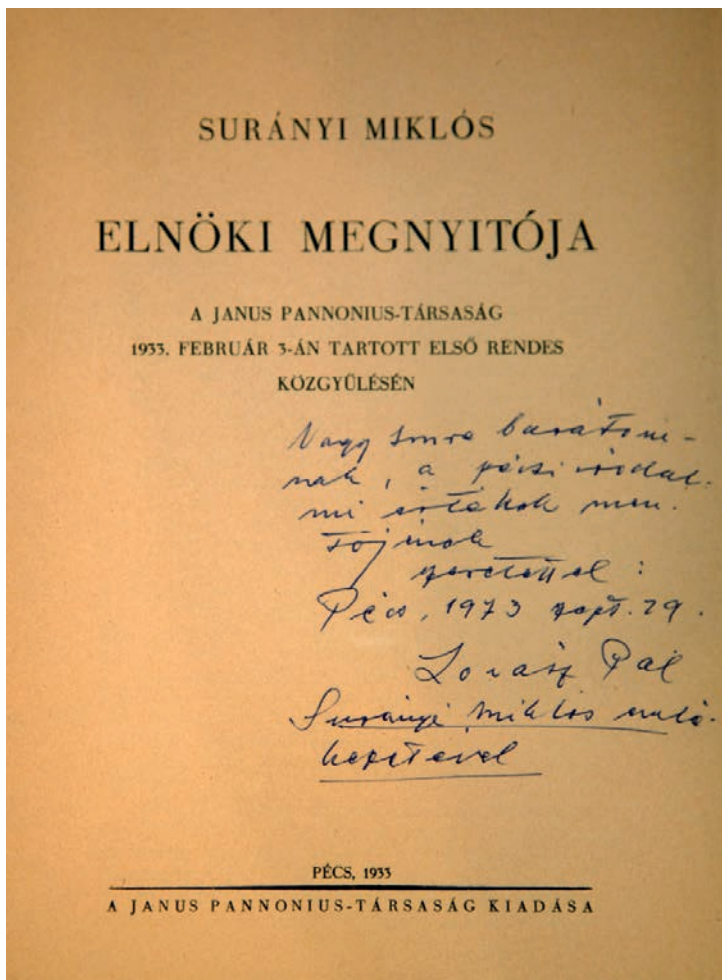 SURÁNYI MIKLÓS
ELNÖKI MEGNYITÓJA
A JANUS PANNONIUS-TÁRSASÁG
1933. FEBRUÁR 3-ÁN TARTOTT ELSŐ RENDES
KÖZGYŰLÉSÉN
Nagy Imre barátom-
nak, a pécsi irodal-
mi értékek men-
tőjének
szeretettel:
Pécs, 1973 szept. 29.
Lovász Pál
Surányi Miklós emlé-
kezetével
PÉCS, 1933
A JANUS PANNONIUS-TÁRSASÁG KIADÁSA